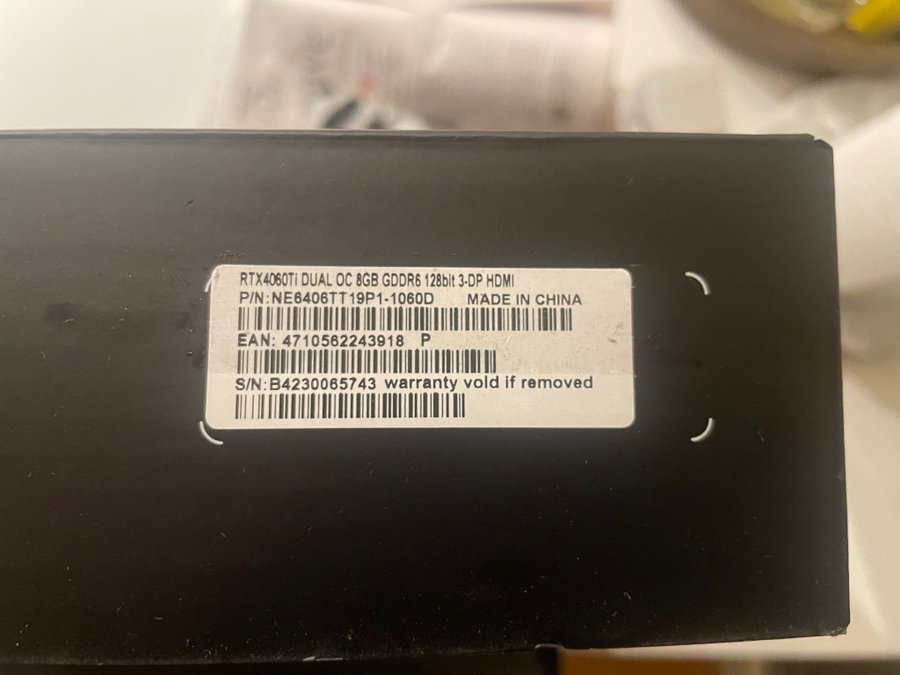 RTX4060Ti DUAL OC 8GB GDDR6 128bit 3-DP HDMI
P/N:NE6406TT19P1-1060D MADE IN CHINA
EAN: 4710562243918 P
S/N:B4230065743 warranty vold if removed